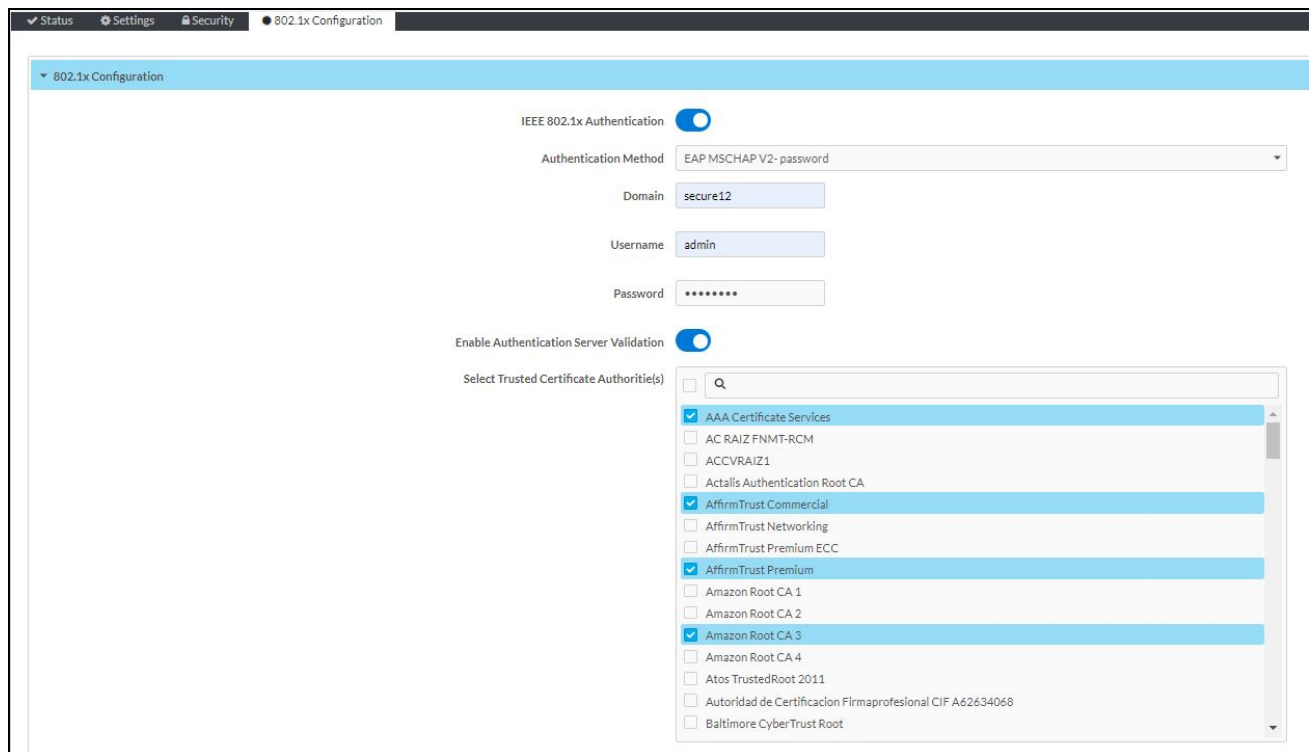 Status Settings Security 802.1x Configuration
802.1x Configuration
IEEE 802.1x Authentication
Authentication Method EAP MSCHAP V2- password
Domain secure12
Username admin
Password ••••••••
Enable Authentication Server Validation
Select Trusted Certificate Authoritie(s)
AAA Certificate Services
AC RAIZ FNMT-RCM
ACCVRAIZ1
Actalis Authentication Root CA
AffirmTrust Commercial
AffirmTrust Networking
AffirmTrust Premium ECC
AffirmTrust Premium
Amazon Root CA 1
Amazon Root CA 2
Amazon Root CA 3
Amazon Root CA 4
Atos TrustedRoot 2011
Autoridad de Certificacion Firmaprofesional CIF A62634068
Baltimore CyberTrust Root